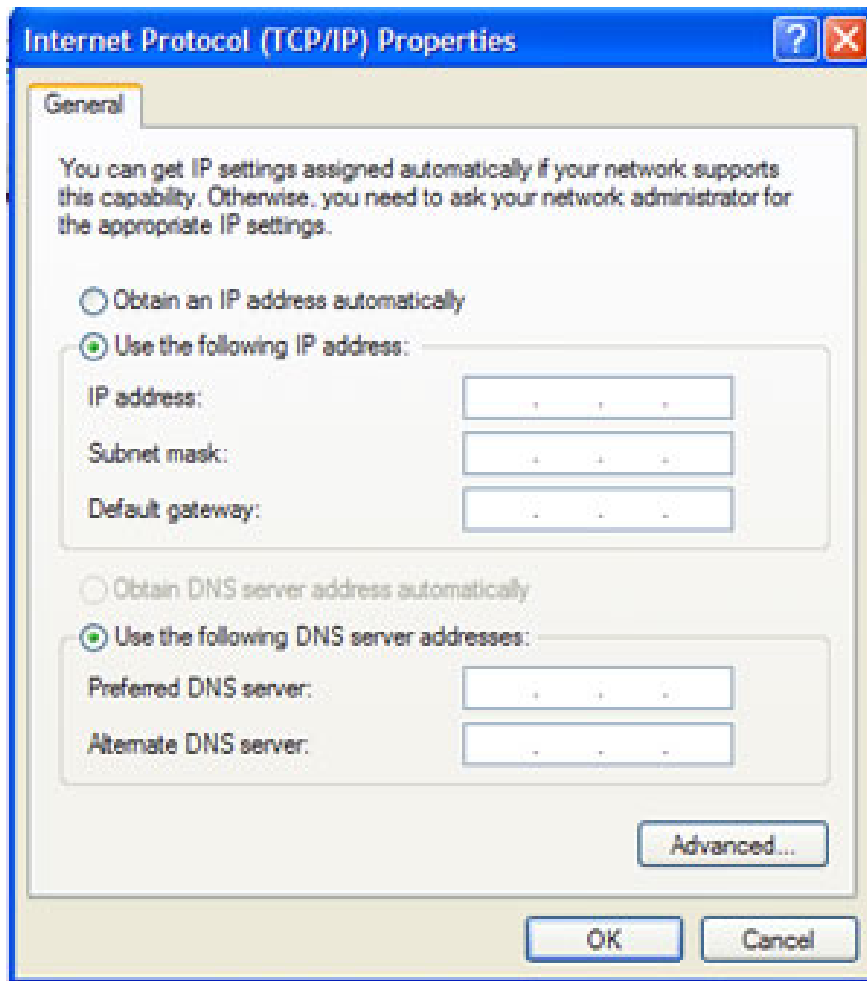 Internet Protocol (TCP/IP) Properties
General
You can get IP settings assigned automatically if your network supports
this capability. Otherwise, you need to ask your network administrator for
the appropriate IP settings.
Obtain an IP address automatically
Use the following IP address:
IP address:
Subnet mask:
Default gateway:
Obtain DNS server address automatically
Use the following DNS server addresses:
Preferred DNS server:
Alternate DNS server:
Advanced...
OK
Cancel